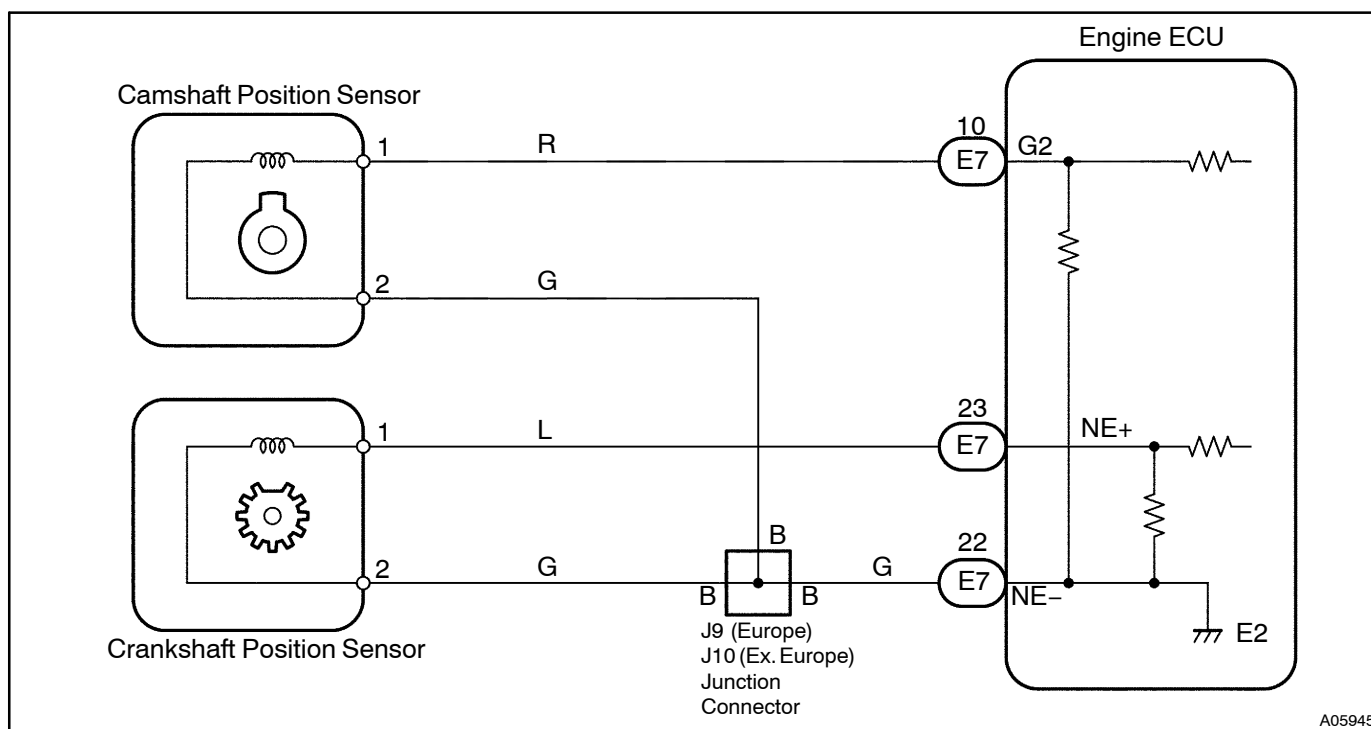 Engine ECU
Camshaft Position Sensor
1
R
10
E7
G2
2
G
1
L
23
E7
NE+
2
G
B
B
B
G
22
E7
NE−
E2
Crankshaft Position Sensor
J9 (Europe)
J10 (Ex. Europe)
Junction
Connector
A05945